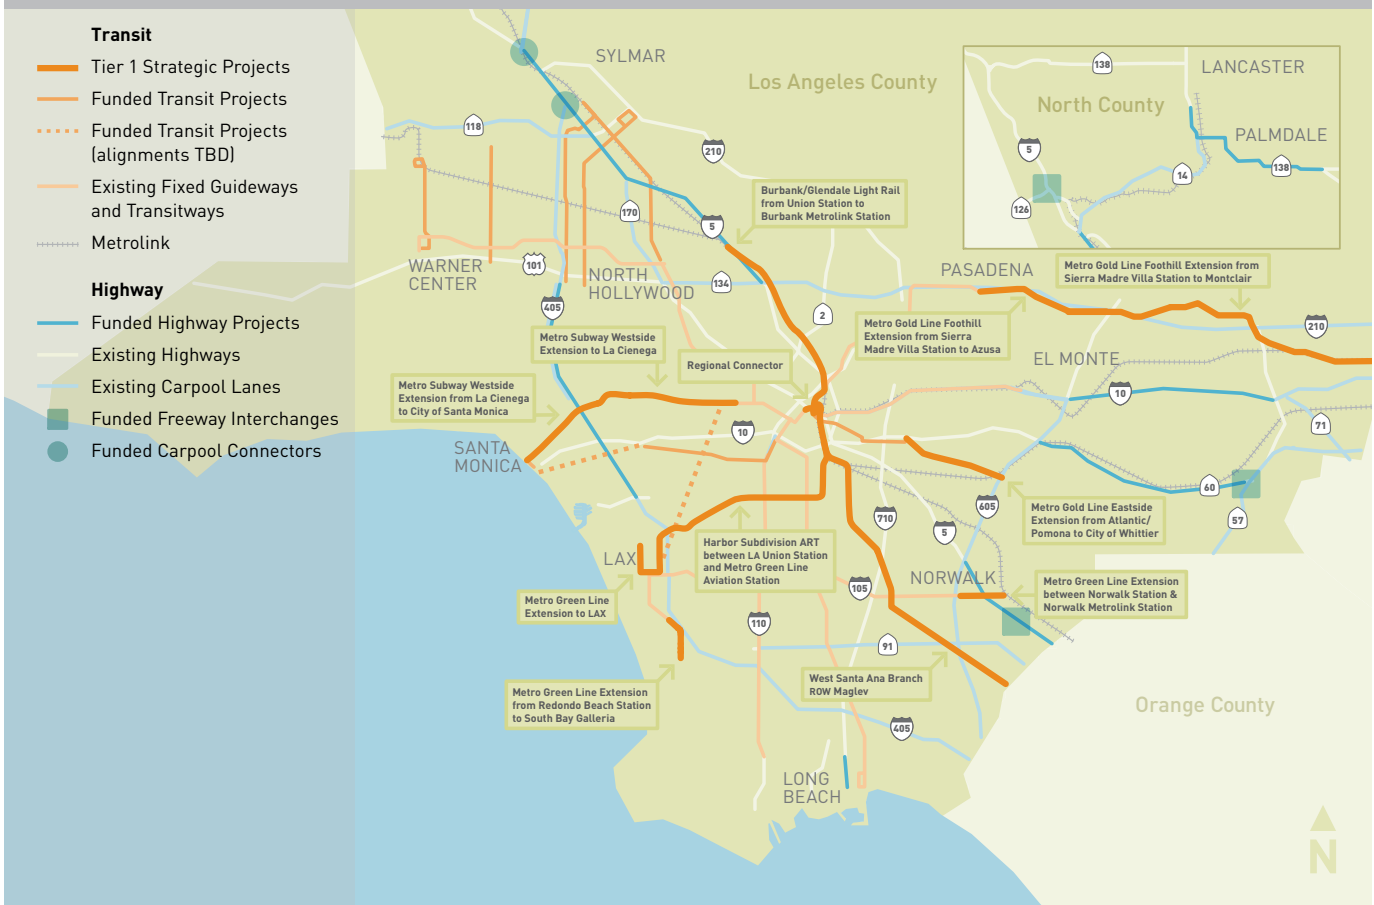 Transit
Tier 1 Strategic Projects
Funded Transit Projects
Funded Transit Projects
(alignments TBD)
Existing Fixed Guideways
and Transitways
Metrolink
Highway
Funded Highway Projects
Existing Highways
Existing Carpool Lanes
Funded Freeway Interchanges
Funded Carpool Connectors
SYLMAR
Los Angeles County
118
210
170
5
Burbank/Glendale Light Rail
from Union Station to
Burbank Metrolink Station
138
LANCASTER
North County
PALMDALE
5
14
138
126
WARNER
CENTER
101
NORTH
HOLLYWOOD
134
405
2
PASADENA
Metro Gold Line Foothill Extension from
Sierra Madre Villa Station to Montclair
Metro Gold Line Foothill
Extension from Sierra
Madre Villa Station to Azusa
210
Metro Subway Westside
Extension to La Cienega
Regional Connector
EL MONTE
Metro Subway Westside
Extension from La Cienega
to City of Santa Monica
10
10
71
SANTA
MONICA
60
57
605
Metro Gold Line Eastside
Extension from Atlantic/
Pomona to City of Whittier
710
5
LAX
Harbor Subdivision ART
between LA Union Station
and Metro Green Line
Aviation Station
NORWALK
105
Metro Green Line Extension
between Norwalk Station &
Norwalk Metrolink Station
Metro Green Line
Extension to LAX
110
91
West Santa Ana Branch
ROW Maglev
Metro Green Line Extension
from Redondo Beach Station
to South Bay Galleria
Orange County
405
LONG
BEACH
N